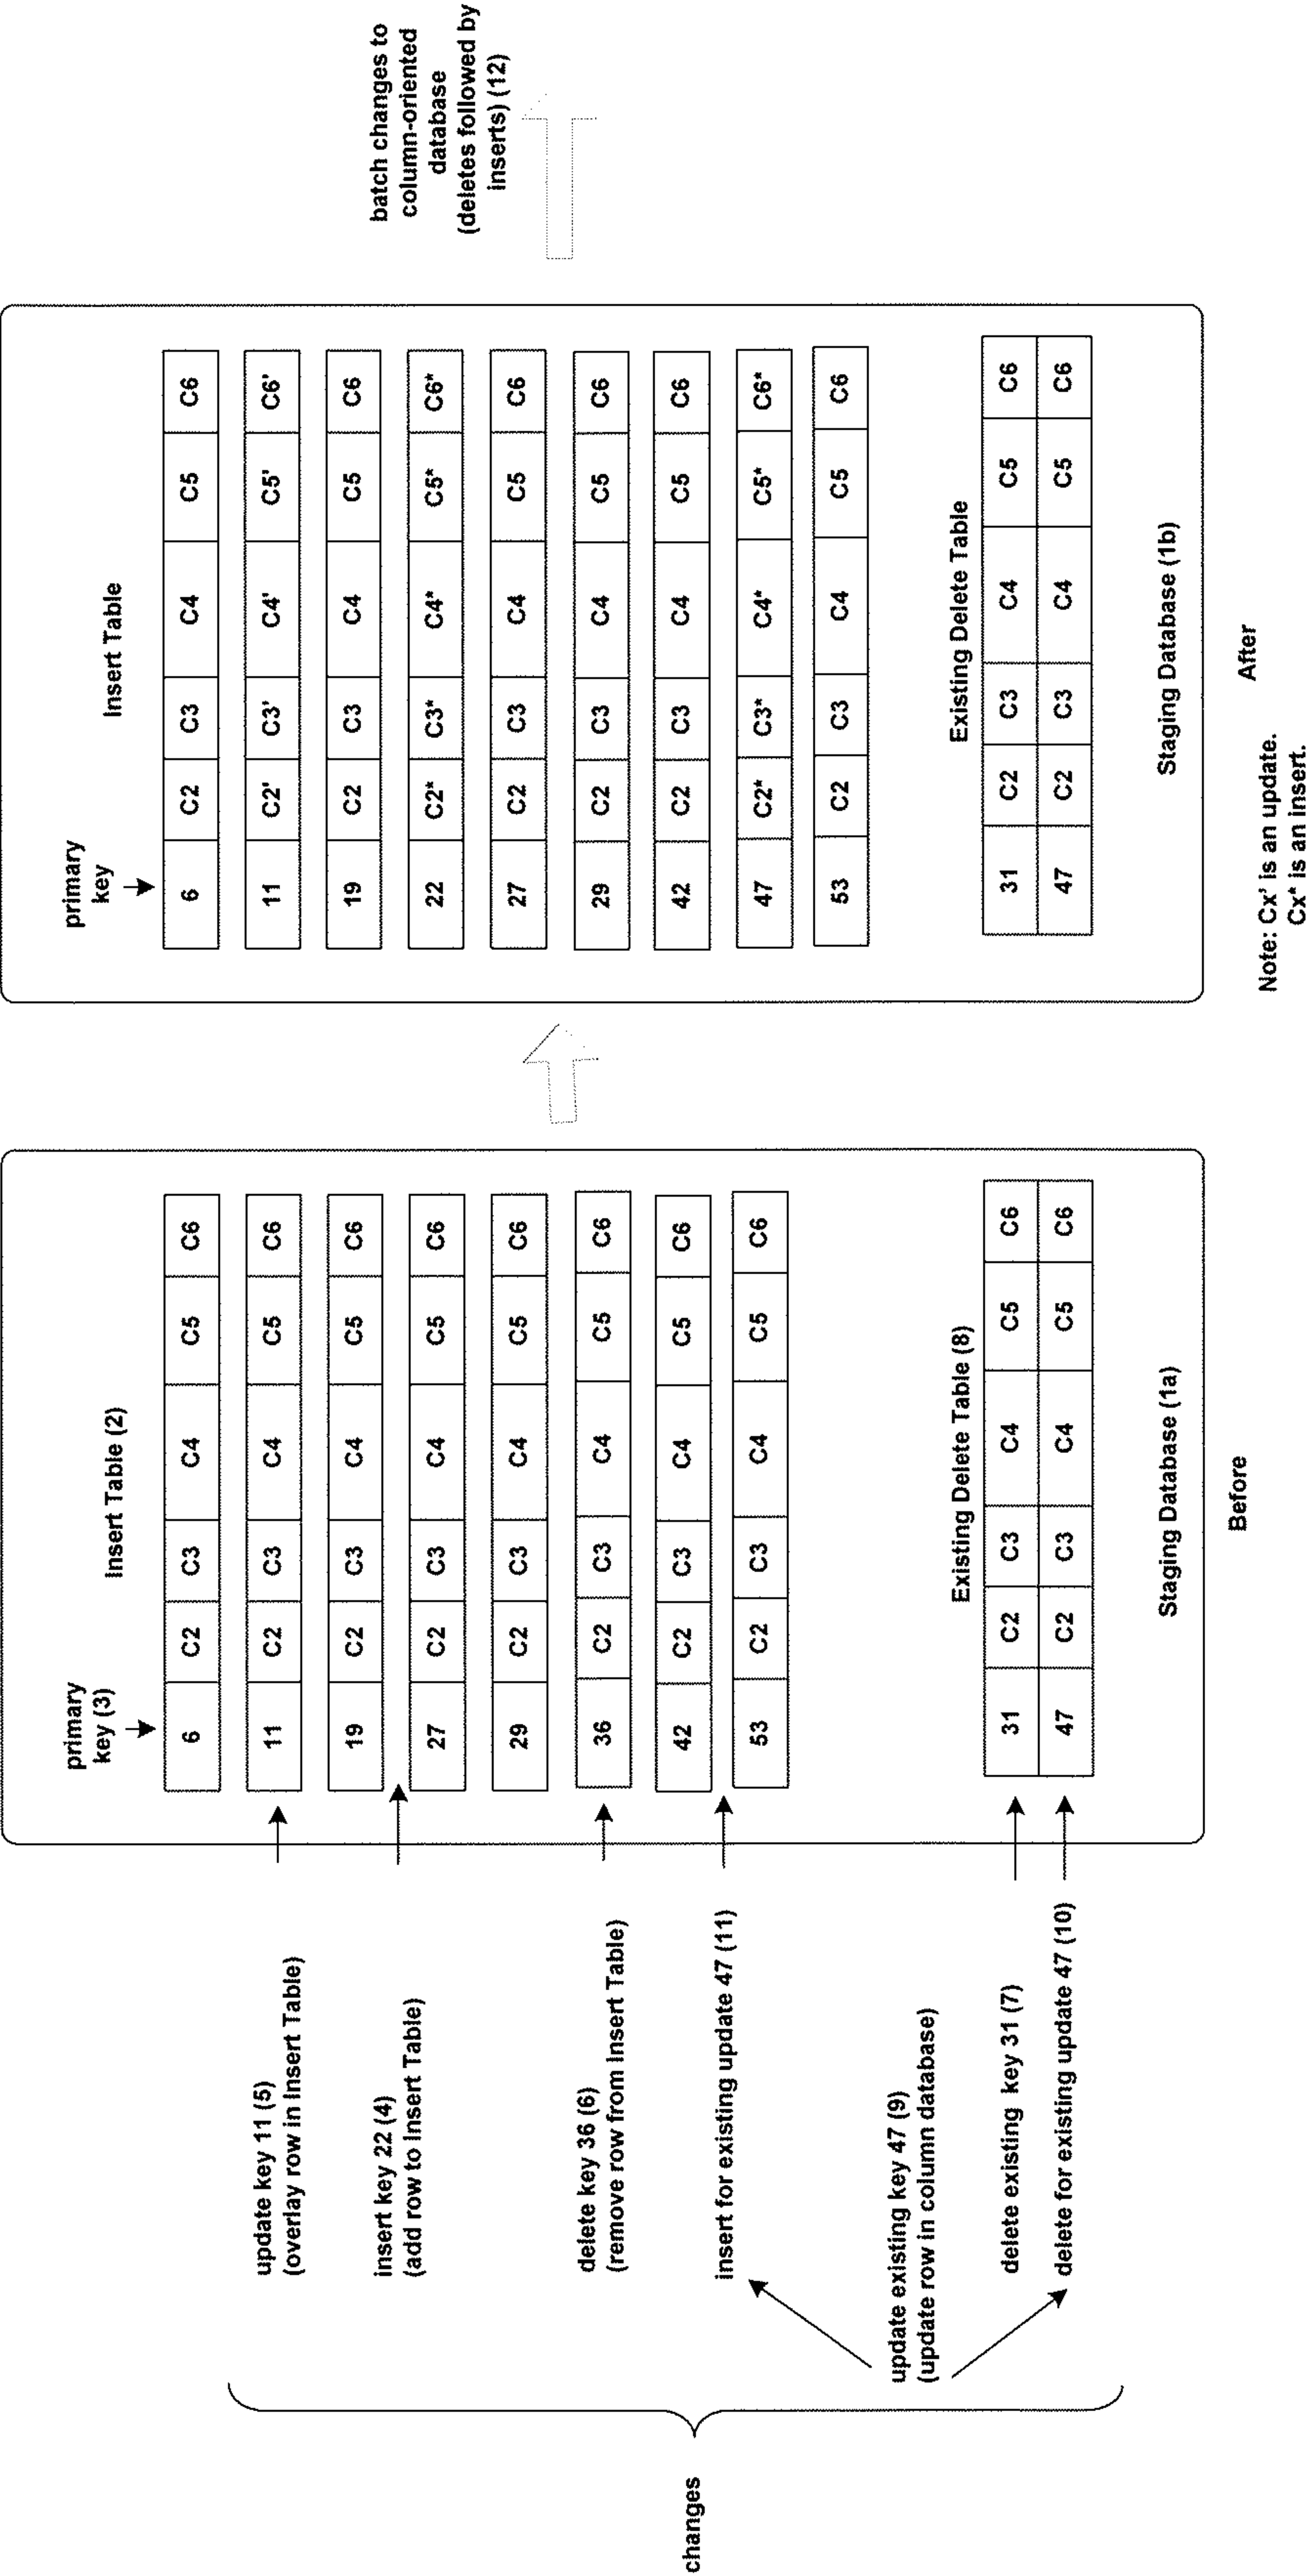 changes
update key 11 (5)
(overlay row in Insert Table)
insert key 22 (4)
(add row to Insert Table)
delete key 36 (6)
(remove row from Insert Table)
insert for existing update 47 (11)
update existing key 47 (9)
(update row in column database)
delete existing key 31 (7)
delete for existing update 47 (10)
primary
key (3)
Insert Table (2)
6 C2 C3 C4 C5 C6
11 C2 C3 C4 C5 C6
19 C2 C3 C4 C5 C6
27 C2 C3 C4 C5 C6
29 C2 C3 C4 C5 C6
36 C2 C3 C4 C5 C6
42 C2 C3 C4 C5 C6
53 C2 C3 C4 C5 C6
Existing Delete Table (8)
31 C2 C3 C4 C5 C6
47 C2 C3 C4 C5 C6
Staging Database (1a)
Before
primary
key
Insert Table
6 C2 C3 C4 C5 C6
11 C2' C3' C4' C5' C6'
19 C2 C3 C4 C5 C6
22 C2* C3* C4* C5* C6*
27 C2 C3 C4 C5 C6
29 C2 C3 C4 C5 C6
42 C2 C3 C4 C5 C6
47 C2* C3* C4* C5* C6*
53 C2 C3 C4 C5 C6
Existing Delete Table
31 C2 C3 C4 C5 C6
47 C2 C3 C4 C5 C6
Staging Database (1b)
After
Note: Cx' is an update.
Cx* is an insert.
batch changes to
column-oriented
database
(deletes followed by
inserts) (12)